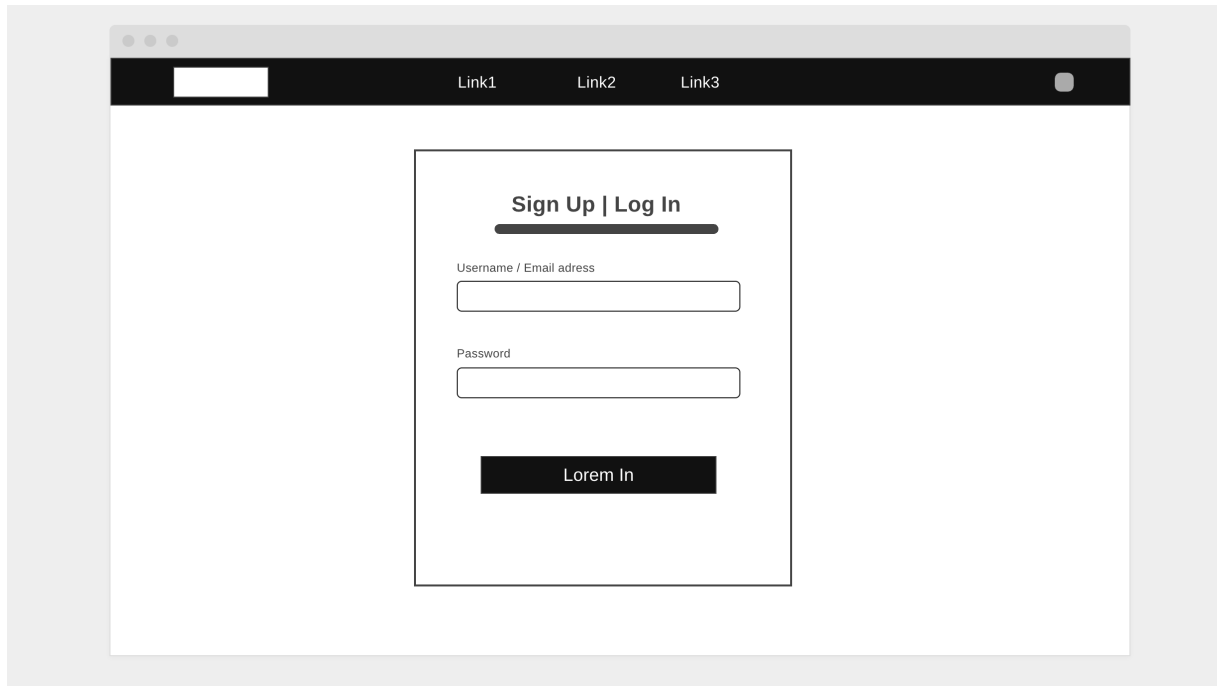 Link1 Link2 Link3
Sign Up | Log In
Username / Email adress
Password
Lorem In